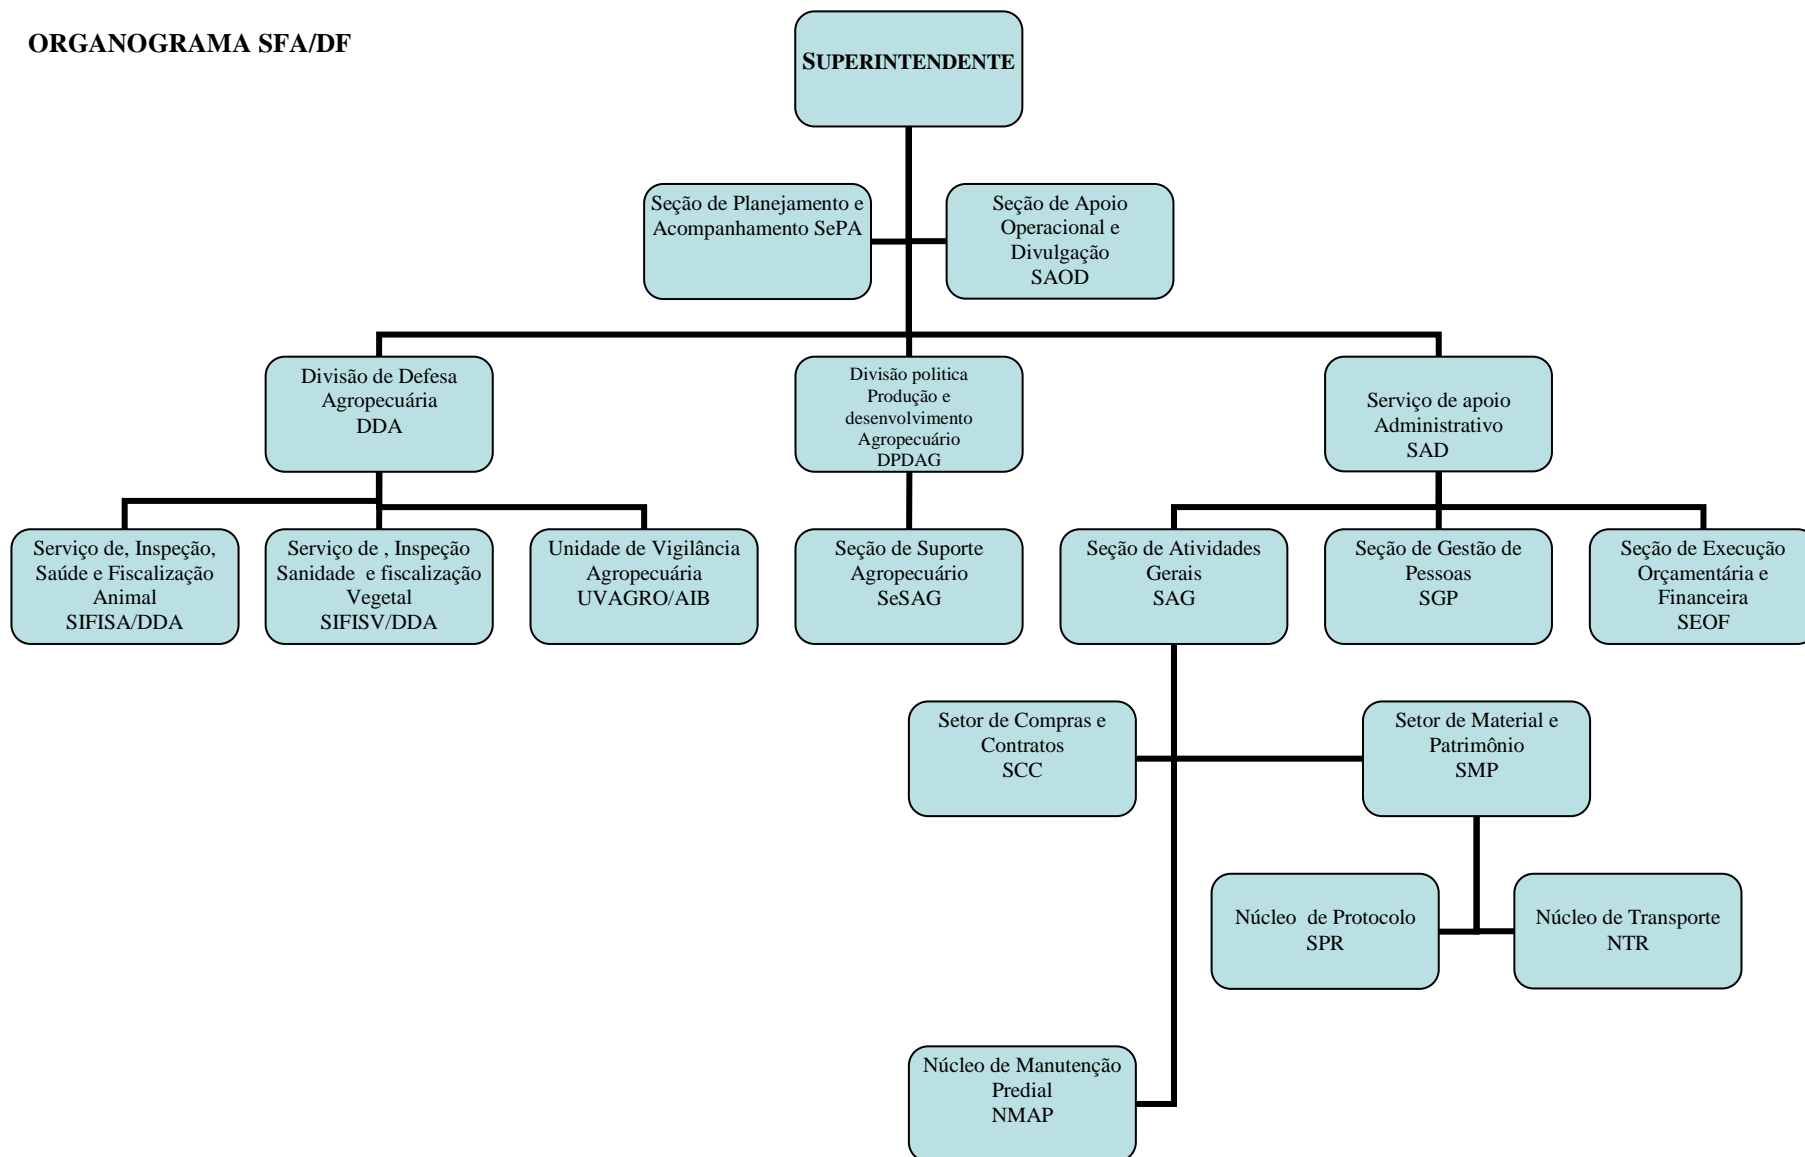 ORGANOGRAMA SFA/DF
SUPERINTENDENTE
Seção de Planejamento e
Acompanhamento SePA
Seção de Apoio
Operacional e
Divulgação
SAOD
Divisão de Defesa
Agropecuária
DDA
Divisão politica
Produção e
desenvolvimento
Agropecuário
DPDAG
Serviço de apoio
Administrativo
SAD
Serviço de, Inspeção,
Saúde e Fiscalização
Animal
SIFISA/DDA
Serviço de , Inspeção
Sanidade  e fiscalização
Vegetal
SIFISV/DDA
Unidade de Vigilância
Agropecuária
UVAGRO/AIB
Seção de Suporte
Agropecuário
SeSAG
Seção de Atividades
Gerais
SAG
Seção de Gestão de
Pessoas
SGP
Seção de Execução
Orçamentária e
Financeira
SEOF
Setor de Compras e
Contratos
SCC
Setor de Material e
Patrimônio
SMP
Núcleo  de Protocolo
SPR
Núcleo de Transporte
NTR
Núcleo de Manutenção
Predial
NMAP